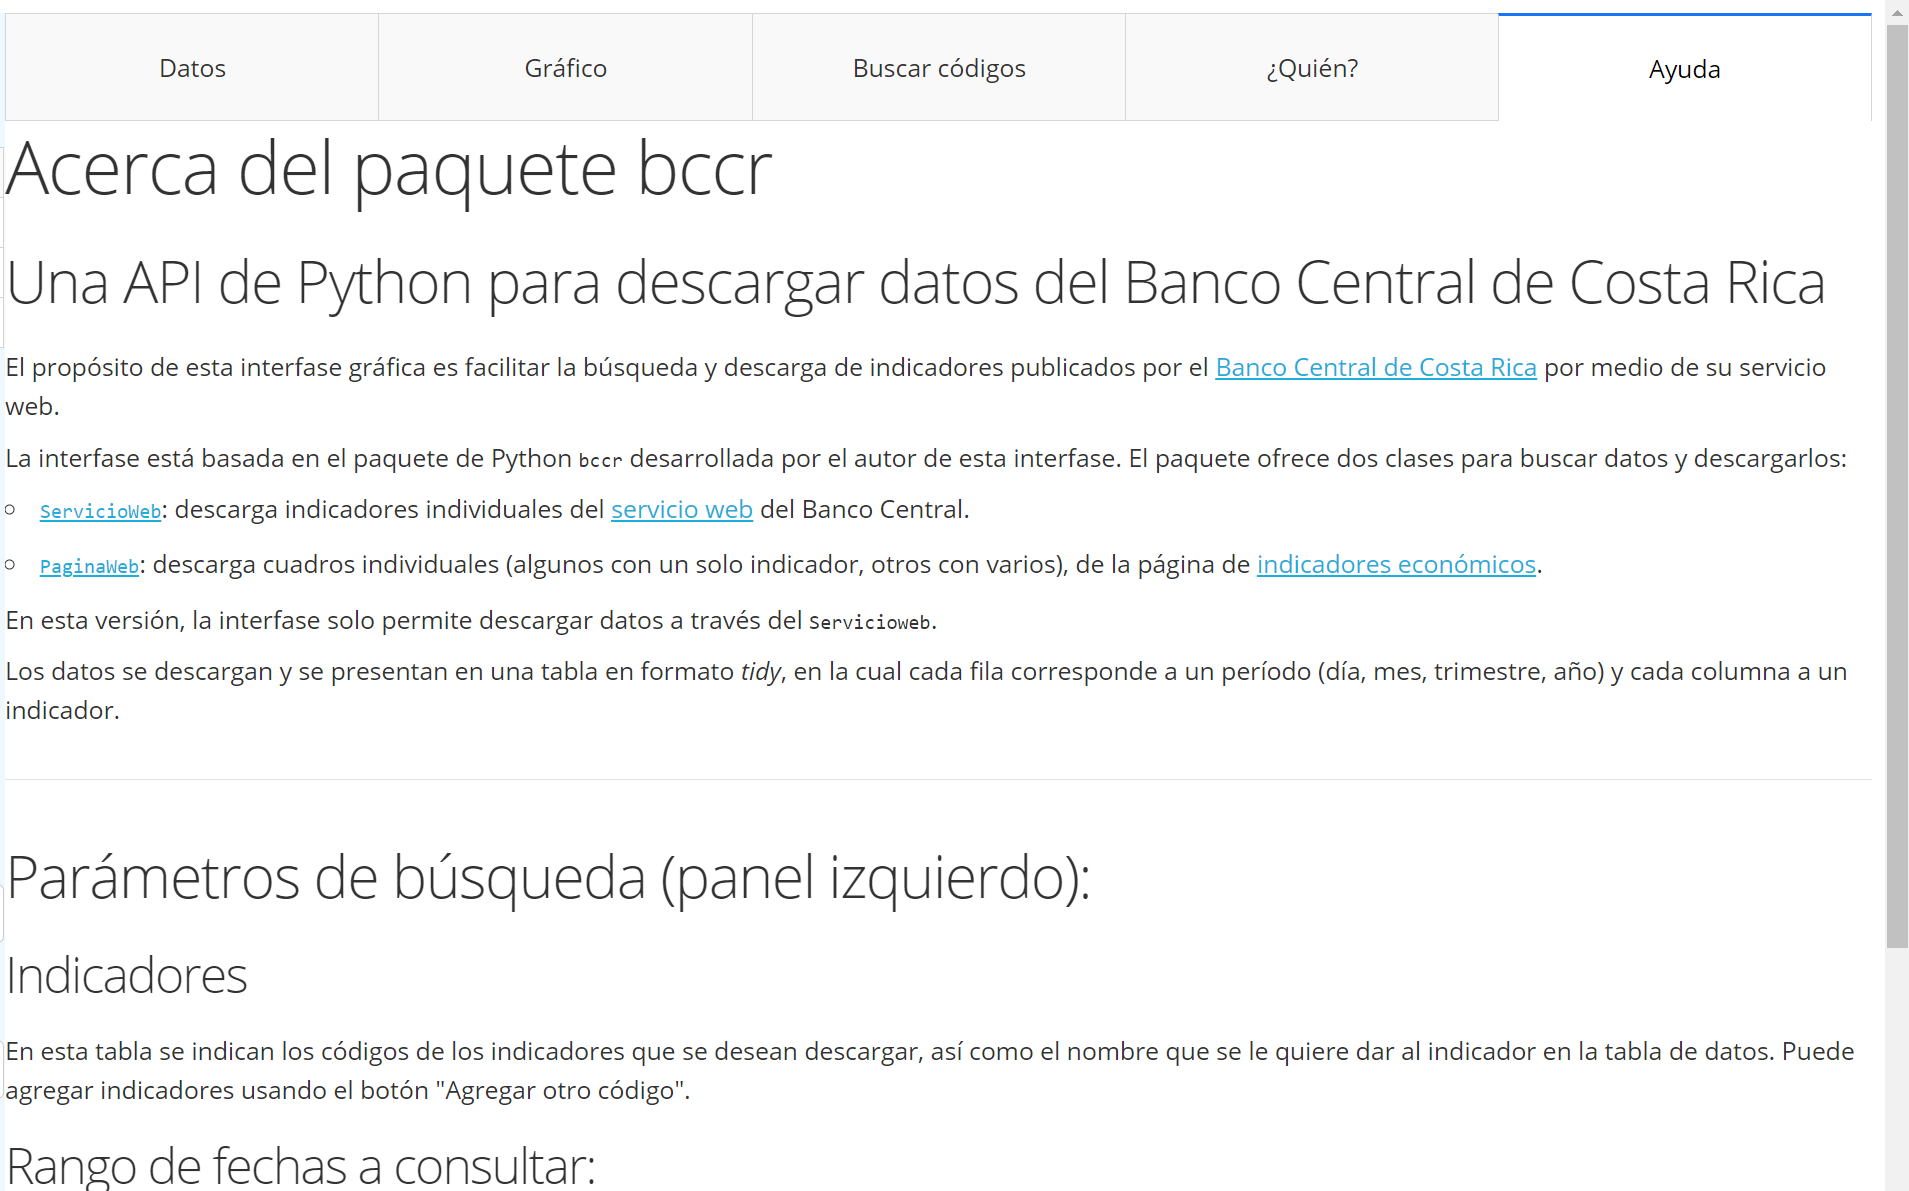 Datos
Gráfico
Buscar códigos
¿Quién?
Ayuda
Acerca del paquete bccr
Una API de Python para descargar datos del Banco Central de Costa Rica
El propósito de esta interfase gráfica es facilitar la búsqueda y descarga de indicadores publicados por el Banco Central de Costa Rica por medio de su servicio
web.
La interfase está basada en el paquete de Python bccr desarrollada por el autor de esta interfase. El paquete ofrece dos clases para buscar datos y descargarlos:
ServicioWeb: descarga indicadores individuales del servicio web del Banco Central.
PaginaWeb: descarga cuadros individuales (algunos con un solo indicador, otros con varios), de la página de indicadores económicos.
En esta versión, la interfase solo permite descargar datos a través del Servicioweb.
Los datos se descargan y se presentan en una tabla en formato tidy, en la cual cada fila corresponde a un período (día, mes, trimestre, año) y cada columna a un
indicador.
Parámetros de búsqueda (panel izquierdo):
Indicadores
En esta tabla se indican los códigos de los indicadores que se desean descargar, así como el nombre que se le quiere dar al indicador en la tabla de datos. Puede
agregar indicadores usando el botón "Agregar otro código".
Rango de fechas a consultar: